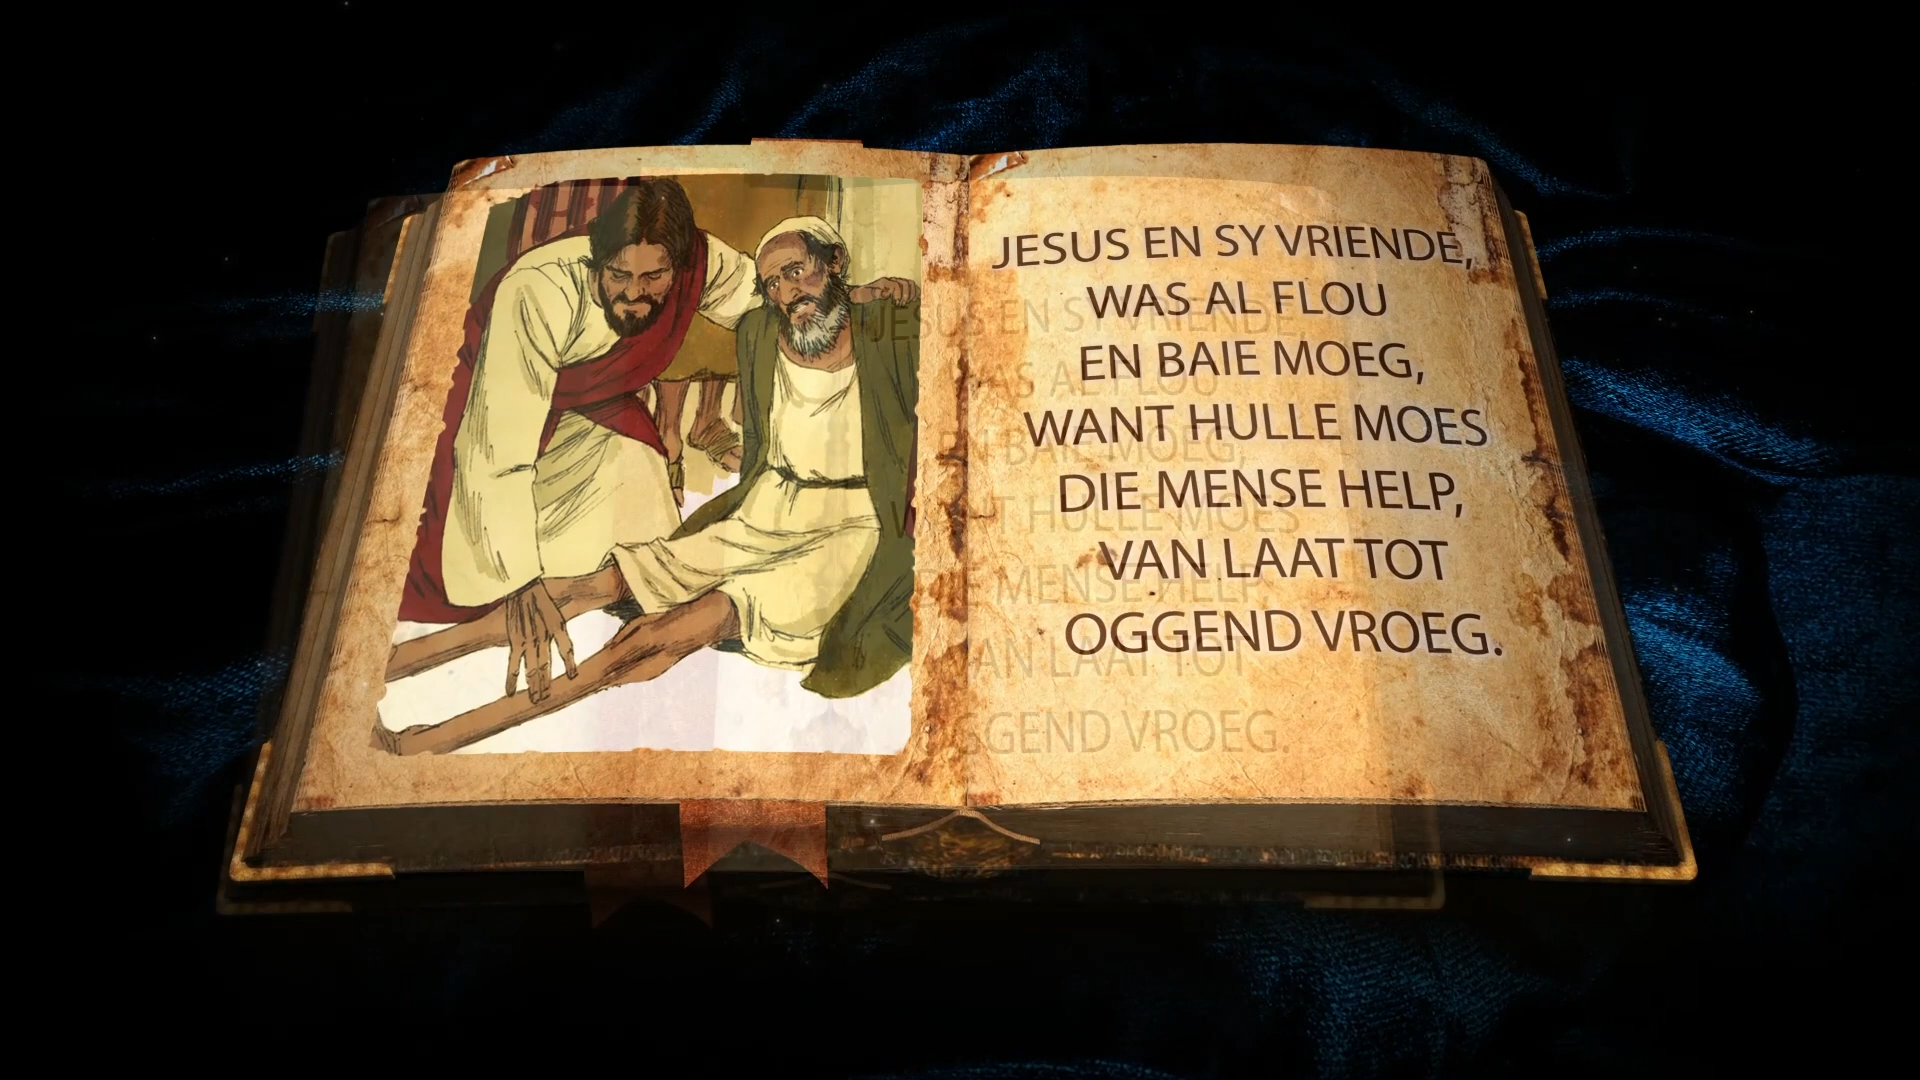 JESUS EN SY VRIENDE,
WAS AL FLOU
EN BAIE MOEG,
WANT HULLE MOES
DIE MENSE HELP,
VAN LAAT TOT
OGGEND VROEG.